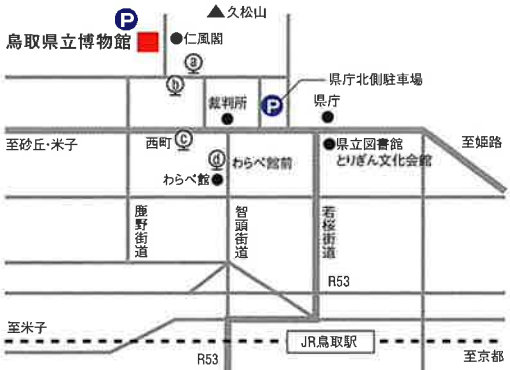 P
▲久松山
鳥取県立博物館
●仁風閣
a
b
県庁北側駐車場
裁判所
P
県庁
至砂丘・米子
西町
c
県立図書館
とりぎん文化会館
至姫路
d
わらべ館前
わらべ館
鹿野街道
智頭街道
若桜街道
R53
至米子
JR鳥取駅
R53
至京都